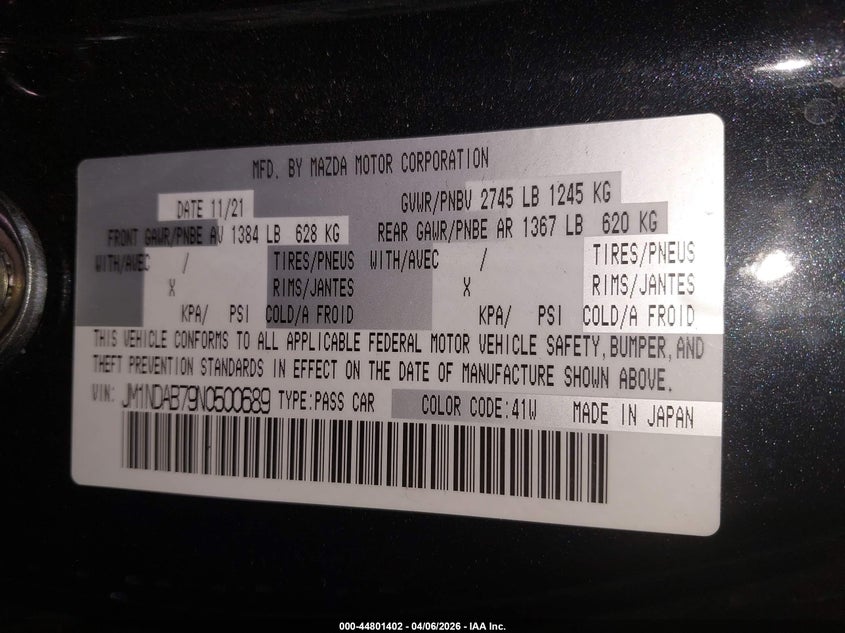 MFD. BY MAZDA MOTOR CORPORATION
DATE 11/21 GVWR/PNBV 2745 LB 1245 KG
FRONT GAWR/PNBE AV 1384 LB 628 KG REAR GAWR/PNBE AR 1367 LB 620 KG
WITH/AVEC / TIRES/PNEUS WITH/AVEC / TIRES/PNEUS
X RIMS/JANTES X RIMS/JANTES
KPA/ PSI COLD/A FROID KPA/ PSI COLD/A FROID
THIS VEHICLE CONFORMS TO ALL APPLICABLE FEDERAL MOTOR VEHICLE SAFETY, BUMPER, AND
THEFT PREVENTION STANDARDS IN EFFECT ON THE DATE OF MANUFACTURE SHOWN ABOVE.
VIN: JM1NDAB79N0500689 TYPE:PASS CAR COLOR CODE:41W MADE IN JAPAN
000-44801402 - 04/06/2026 - IAA Inc.